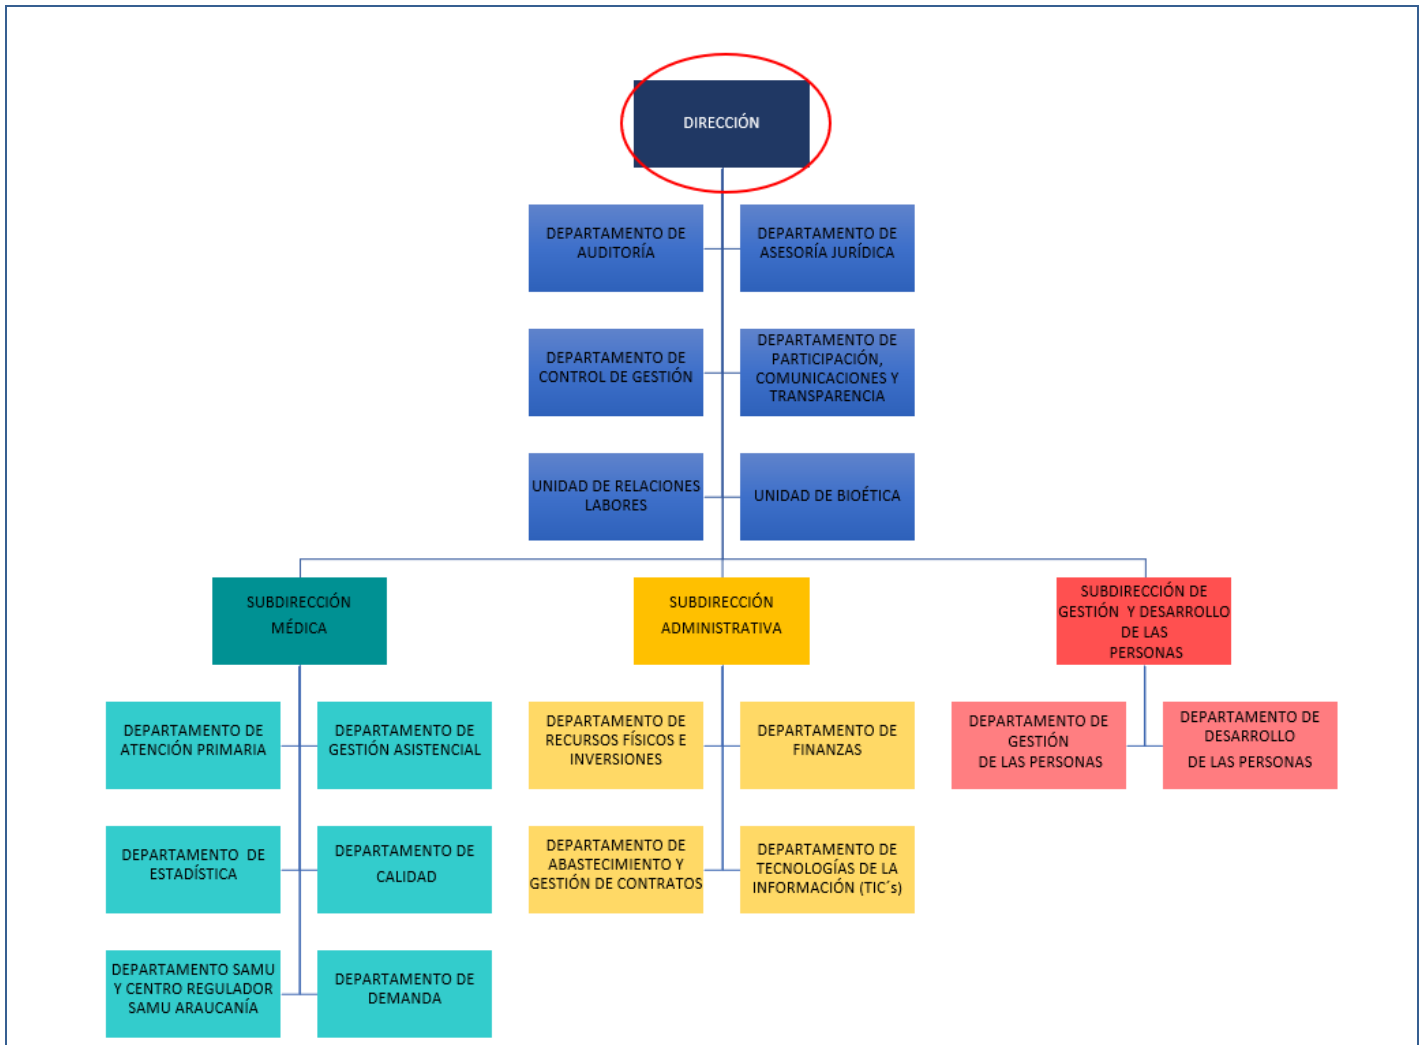 DIRECCIÓN
DEPARTAMENTO DE
AUDITORÍA
DEPARTAMENTO DE
ASESORÍA JURÍDICA
DEPARTAMENTO DE
CONTROL DE GESTIÓN
DEPARTAMENTO DE
PARTICIPACIÓN,
COMUNICACIONES Y
TRANSPARENCIA
UNIDAD DE RELACIONES
LABORES
UNIDAD DE BIOÉTICA
SUBDIRECCIÓN
MÉDICA
SUBDIRECCIÓN
ADMINISTRATIVA
SUBDIRECCIÓN DE
GESTIÓN Y DESARROLLO
DE LAS
PERSONAS
DEPARTAMENTO DE
ATENCIÓN PRIMARIA
DEPARTAMENTO DE
GESTIÓN ASISTENCIAL
DEPARTAMENTO DE
RECURSOS FÍSICOS E
INVERSIONES
DEPARTAMENTO DE
FINANZAS
DEPARTAMENTO DE
GESTIÓN
DE LAS PERSONAS
DEPARTAMENTO DE
DESARROLLO
DE LAS PERSONAS
DEPARTAMENTO DE
ESTADÍSTICA
DEPARTAMENTO DE
CALIDAD
DEPARTAMENTO DE
ABASTECIMIENTO Y
GESTIÓN DE CONTRATOS
DEPARTAMENTO DE
TECNOLOGÍAS DE LA
INFORMACIÓN (TIC´s)
DEPARTAMENTO SAMU
Y CENTRO REGULADOR
SAMU ARAUCANÍA
DEPARTAMENTO DE
DEMANDA